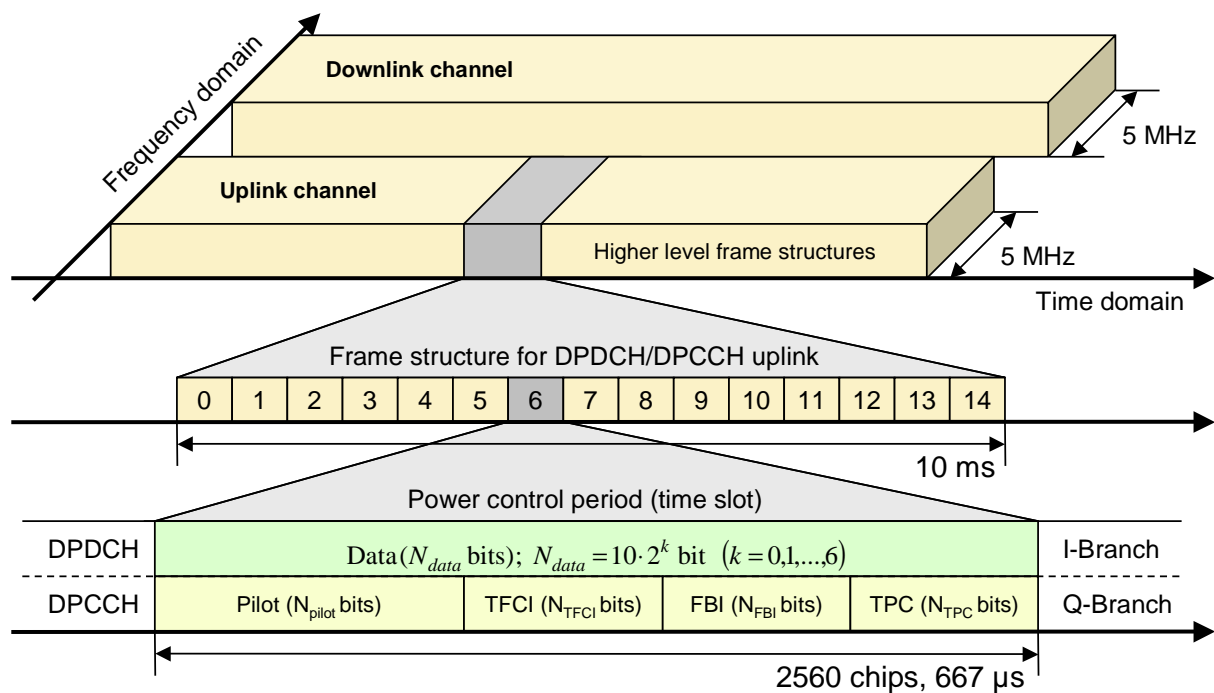 Frequency domain
Downlink channel
5 MHz
Uplink channel
Higher level frame structures
5 MHz
Time domain
Frame structure for DPDCH/DPCCH uplink
0 1 2 3 4 5 6 7 8 9 10 11 12 13 14
10 ms
Power control period (time slot)
DPDCH Data (N_data bits); N_data = 10·2^k bit (k = 0,1,...,6) I-Branch
DPCCH Pilot (N_pilot bits) TFCI (N_TFCI bits) FBI (N_FBI bits) TPC (N_TPC bits) Q-Branch
2560 chips, 667 µs